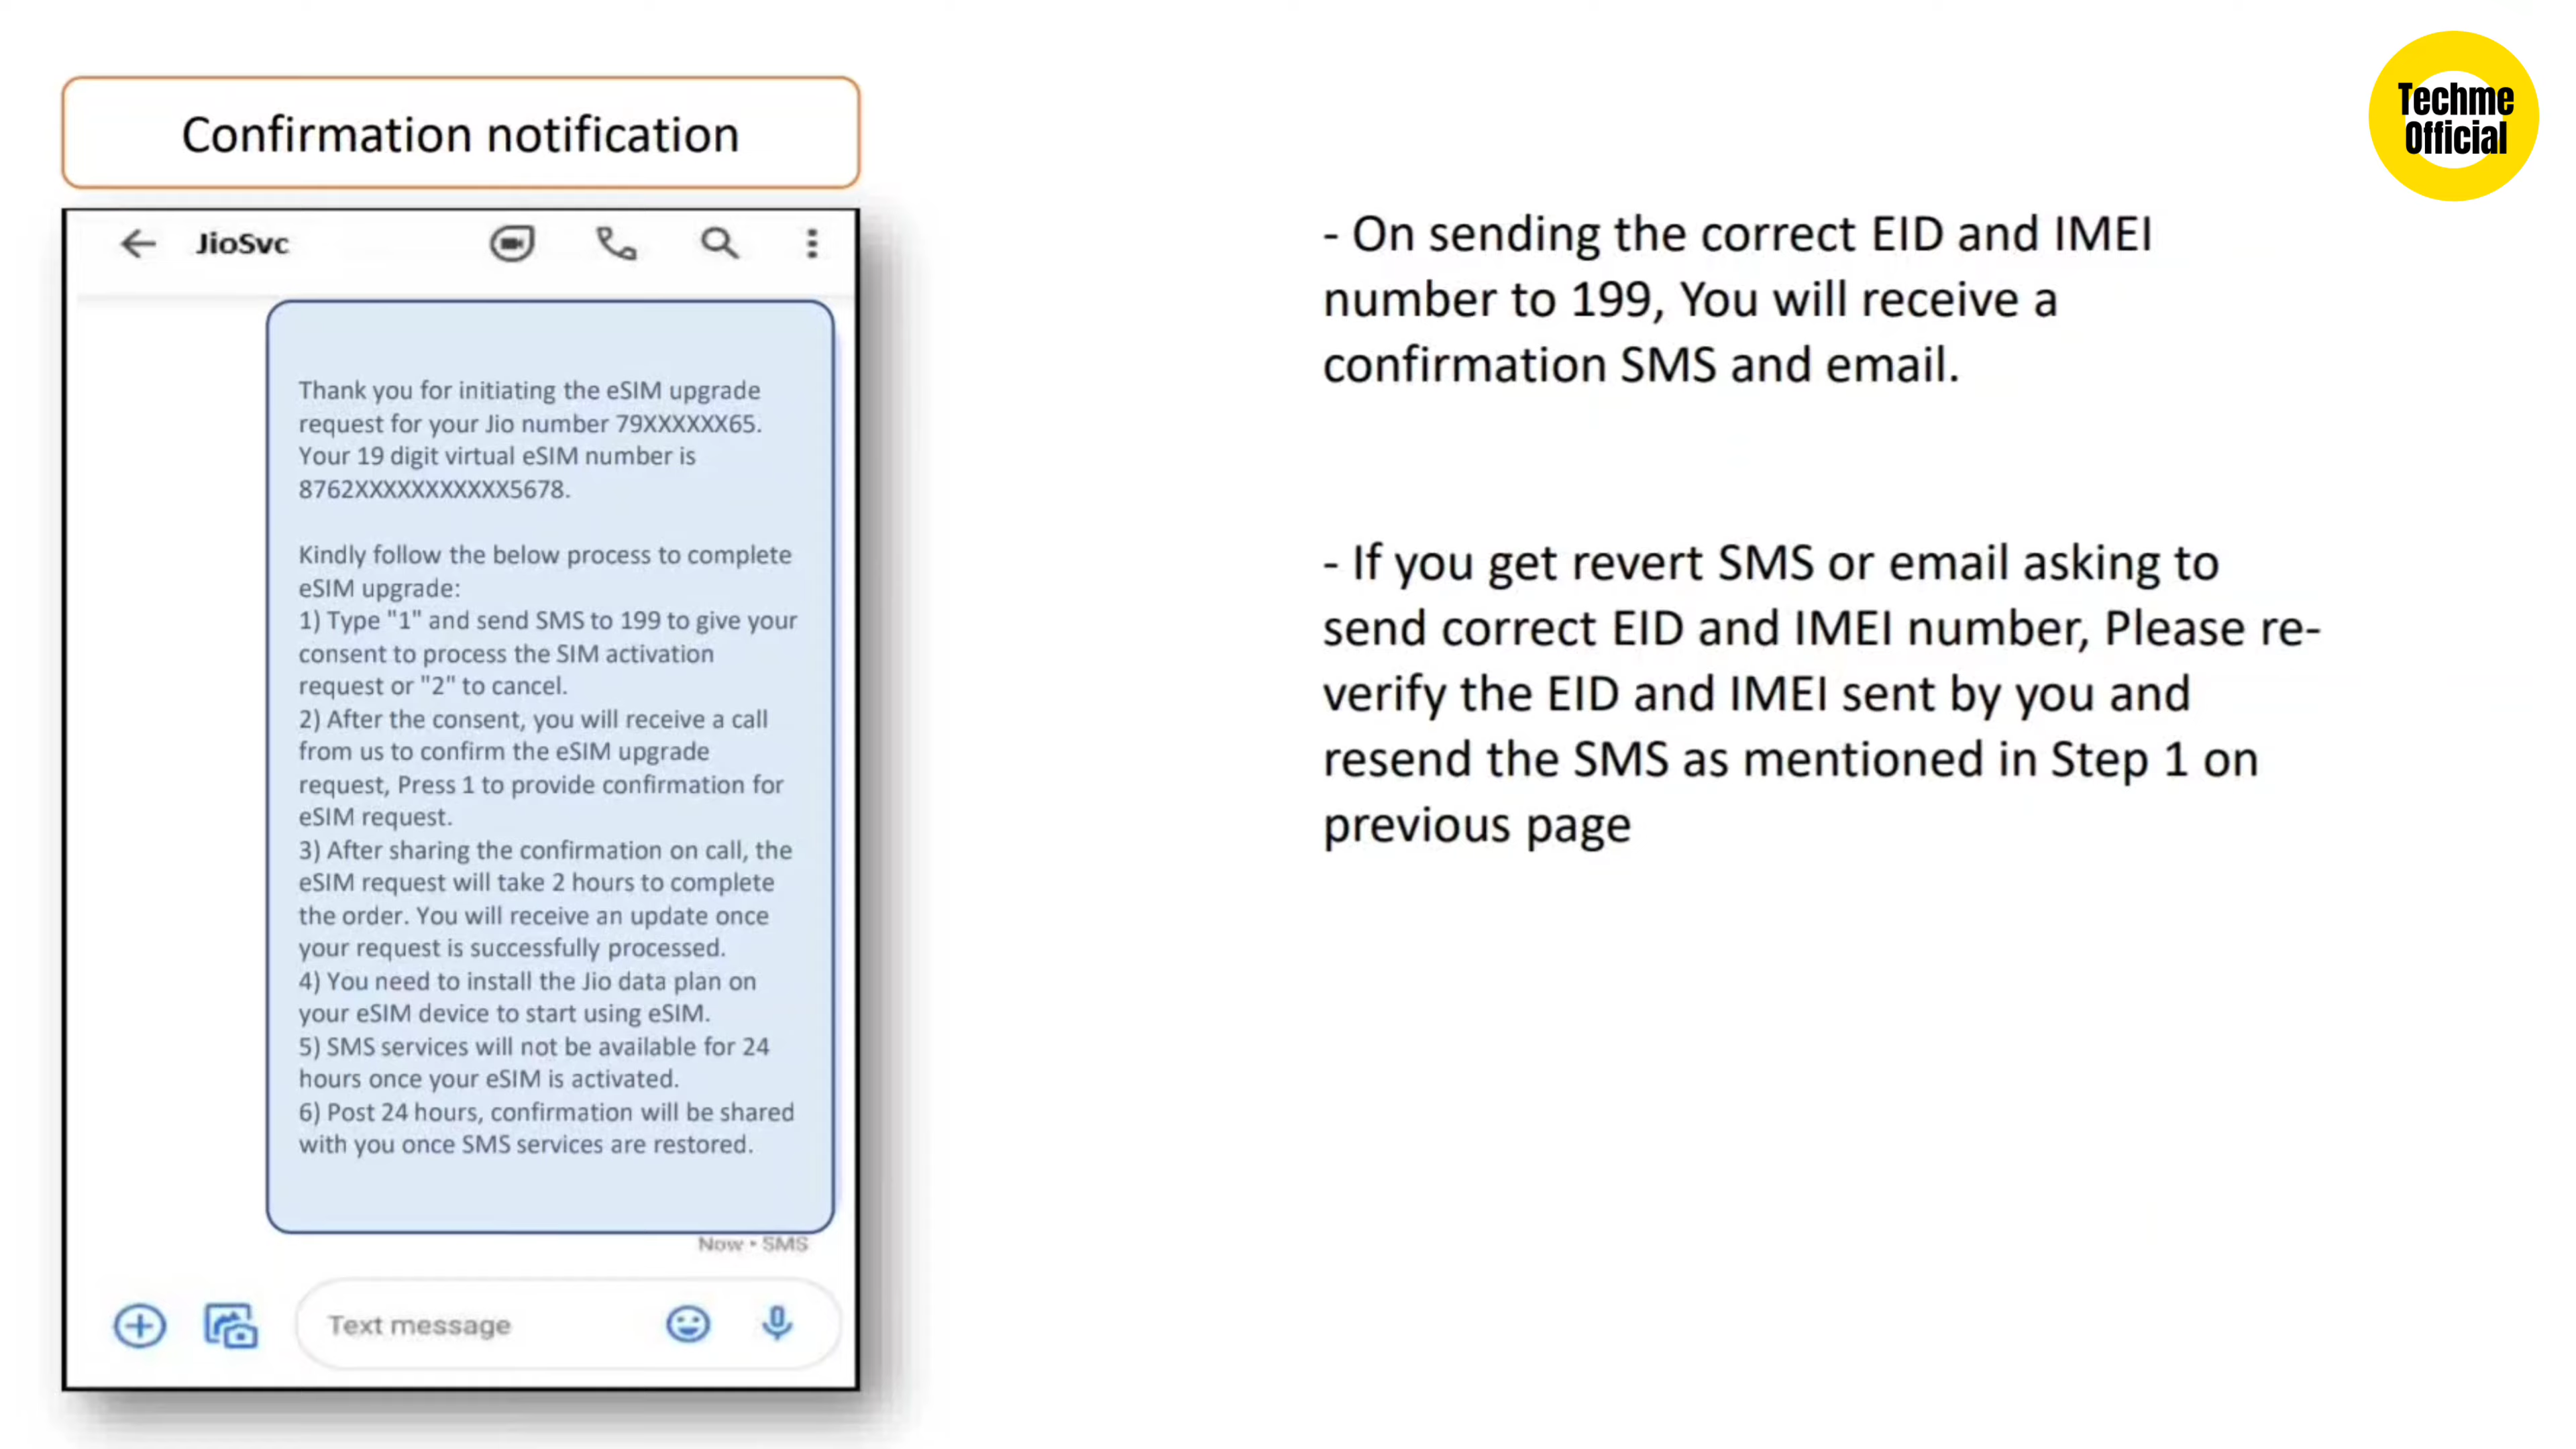 Techme
Official
Confirmation notification
JioSvc
Thank you for initiating the eSIM upgrade
request for your Jio number 79XXXXXX65.
Your 19 digit virtual eSIM number is
8762XXXXXXXXXXX5678.
Kindly follow the below process to complete
eSIM upgrade:
1) Type "1" and send SMS to 199 to give your
consent to process the SIM activation
request or "2" to cancel.
2) After the consent, you will receive a call
from us to confirm the eSIM upgrade
request, Press 1 to provide confirmation for
eSIM request.
3) After sharing the confirmation on call, the
eSIM request will take 2 hours to complete
the order. You will receive an update once
your request is successfully processed.
4) You need to install the Jio data plan on
your eSIM device to start using eSIM.
5) SMS services will not be available for 24
hours once your eSIM is activated.
6) Post 24 hours, confirmation will be shared
with you once SMS services are restored.
Now • SMS
Text message
- On sending the correct EID and IMEI
number to 199, You will receive a
confirmation SMS and email.
- If you get revert SMS or email asking to
send correct EID and IMEI number, Please re-
verify the EID and IMEI sent by you and
resend the SMS as mentioned in Step 1 on
previous page